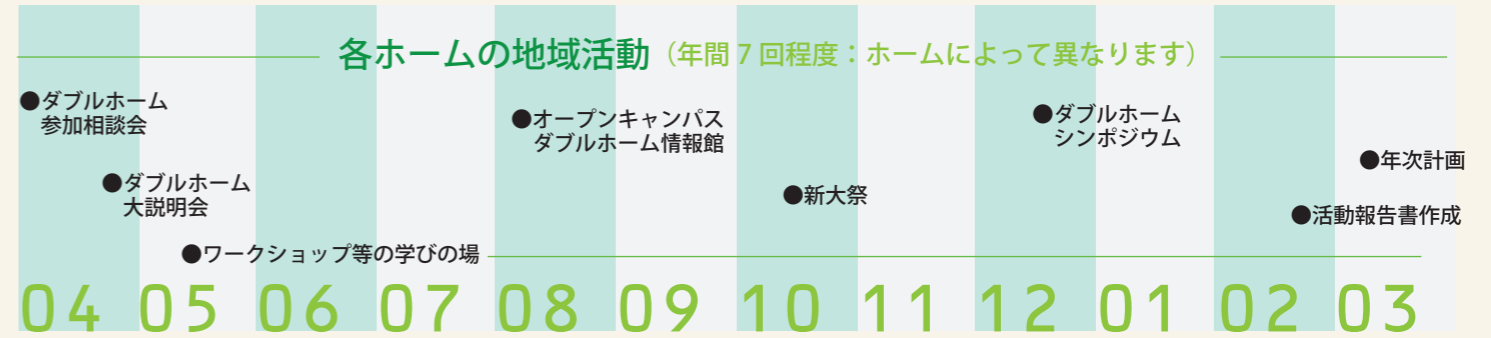 各ホームの地域活動（年間7回程度：ホームによって異なります）
●ダブルホーム
参加相談会
●ダブルホーム
大説明会
●ワークショップ等の学びの場
●オープンキャンパス
ダブルホーム情報館
●新大祭
●ダブルホーム
シンポジウム
●年次計画
●活動報告書作成
04 05 06 07 08 09 10 11 12 01 02 03